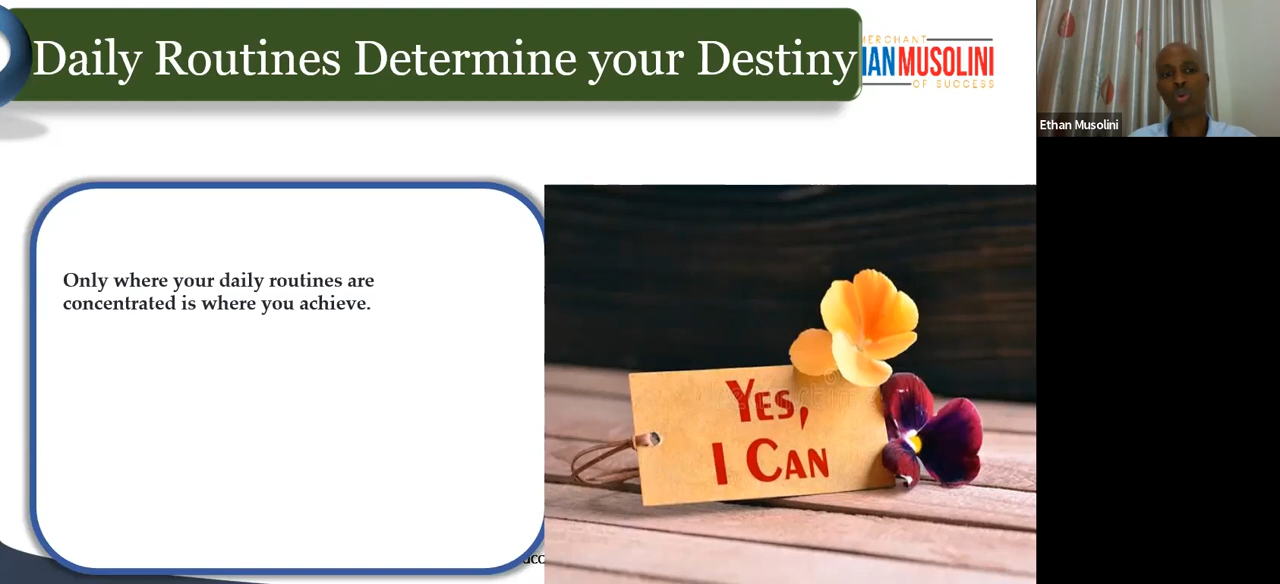 Daily Routines Determine your Destiny
MERCHANT
IAN MUSOLINI
OF SUCCESS
Ethan Musolini
Only where your daily routines are
concentrated is where you achieve.
YES,
I CAN